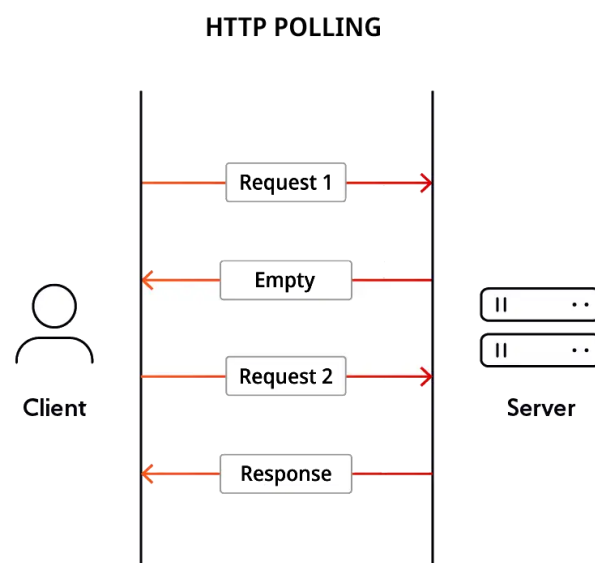 HTTP POLLING
Request 1
Empty
Request 2
Response
Client
Server